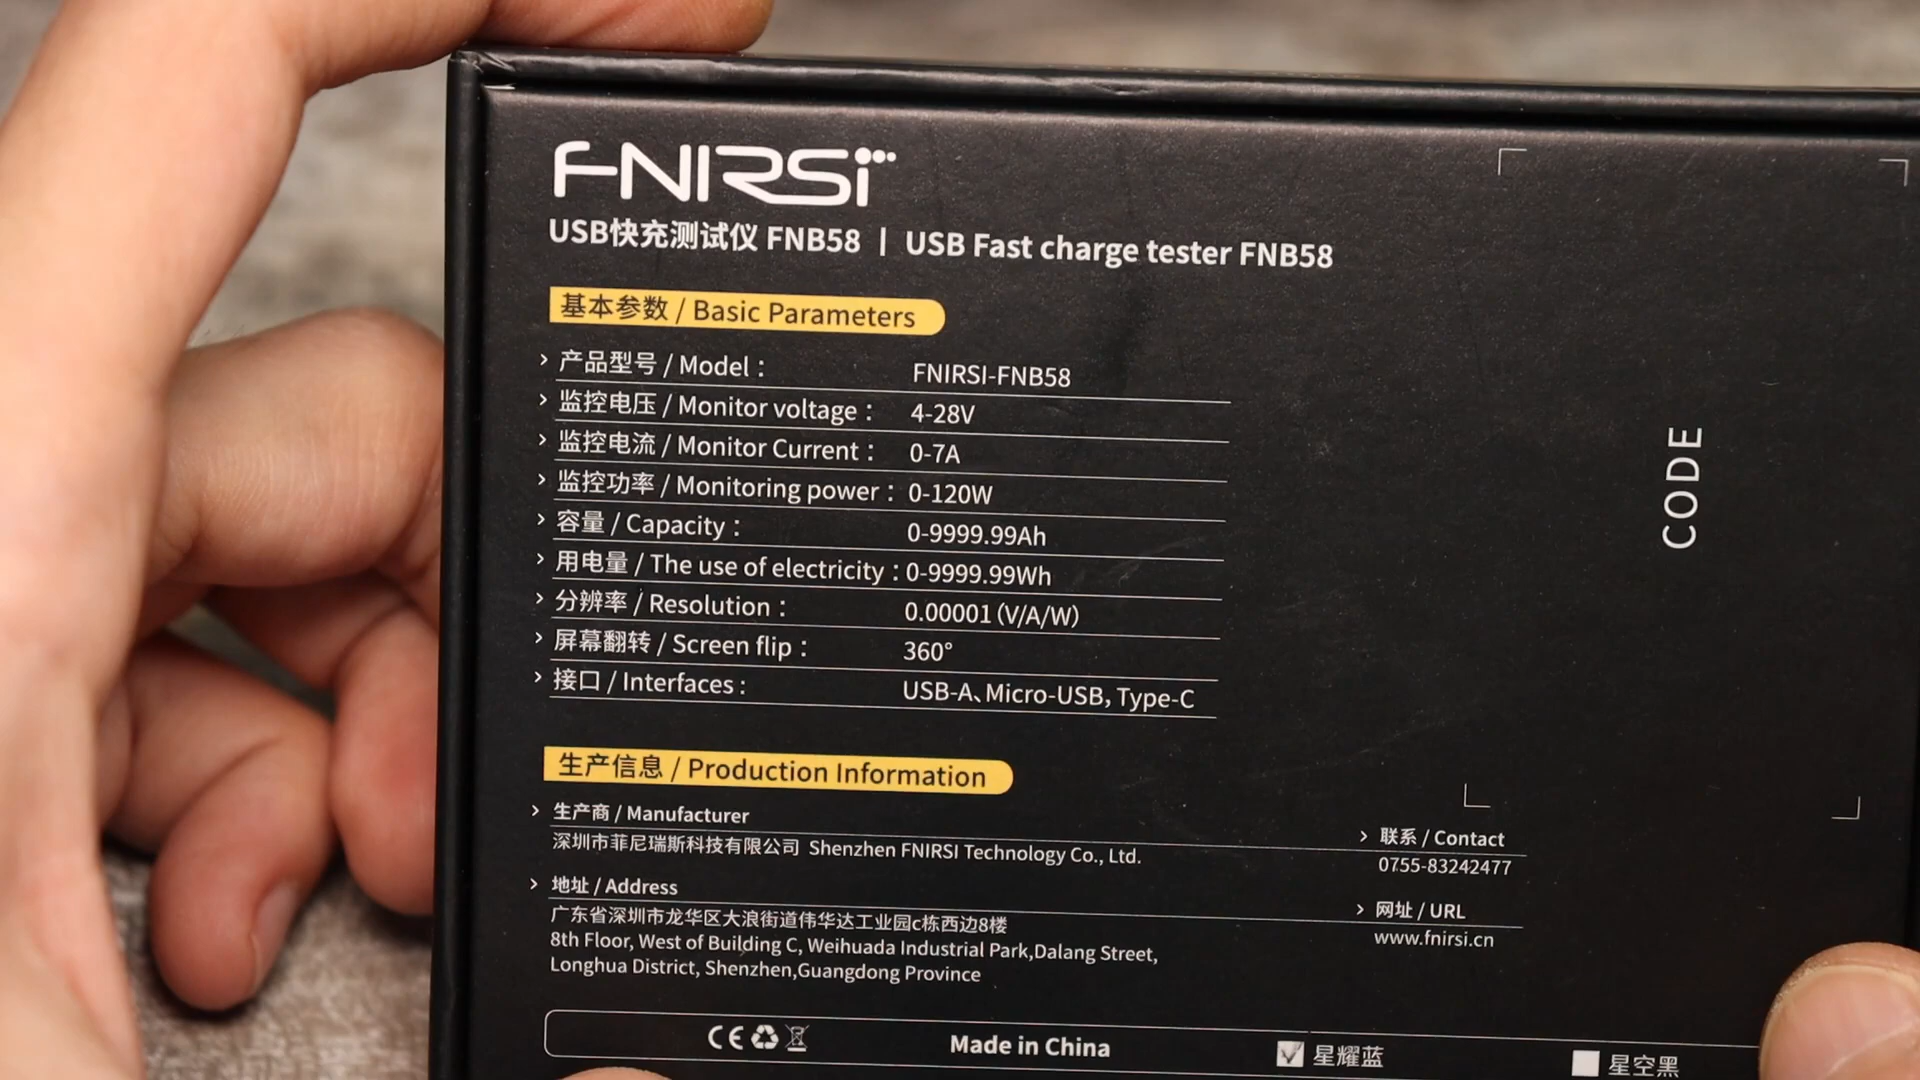 FNIRSI
USB快充测试仪 FNB58 | USB Fast charge tester FNB58
基本参数 / Basic Parameters
› 产品型号 / Model : FNIRSI-FNB58
› 监控电压 / Monitor voltage : 4-28V
› 监控电流 / Monitor Current : 0-7A
› 监控功率 / Monitoring power : 0-120W
› 容量 / Capacity : 0-9999.99Ah
› 用电量 / The use of electricity : 0-9999.99Wh
› 分辨率 / Resolution : 0.00001 (V/A/W)
› 屏幕翻转 / Screen flip : 360°
› 接口 / Interfaces : USB-A、Micro-USB, Type-C
CODE
生产信息 / Production Information
› 生产商 / Manufacturer
深圳市菲尼瑞斯科技有限公司 Shenzhen FNIRSI Technology Co., Ltd.
› 联系 / Contact
0755-83242477
› 地址 / Address
广东省深圳市龙华区大浪街道伟华达工业园c栋西边8楼
8th Floor, West of Building C, Weihuada Industrial Park,Dalang Street,
Longhua District, Shenzhen,Guangdong Province
› 网址 / URL
www.fnirsi.cn
CE Made in China 星耀蓝 星空黑